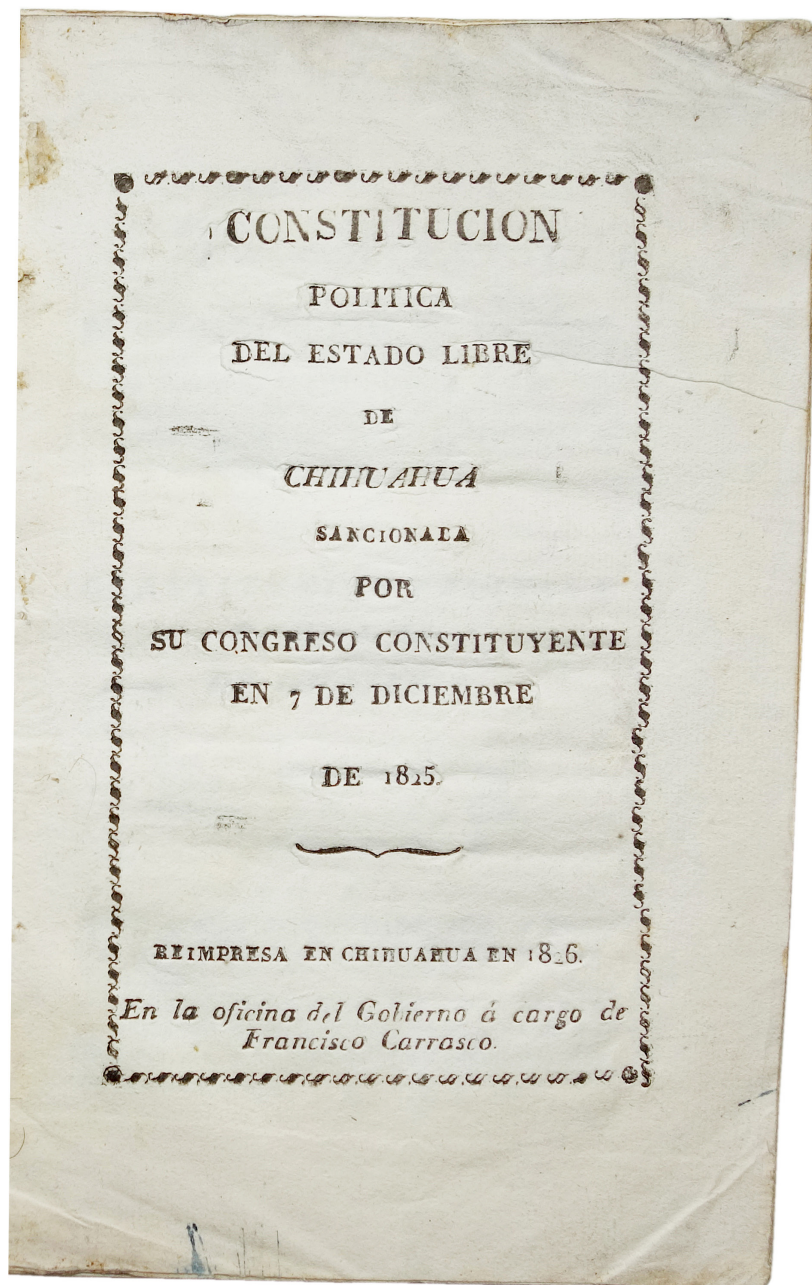 CONSTITUCION
POLITICA
DEL ESTADO LIBRE
DE
CHIHUAHUA
SANCIONADA
POR
SU CONGRESO CONSTITUYENTE
EN 7 DE DICIEMBRE
DE 1825.
REIMPRESA EN CHIHUAHUA EN 1826.
En la oficina del Gobierno á cargo de
Francisco Carrasco.